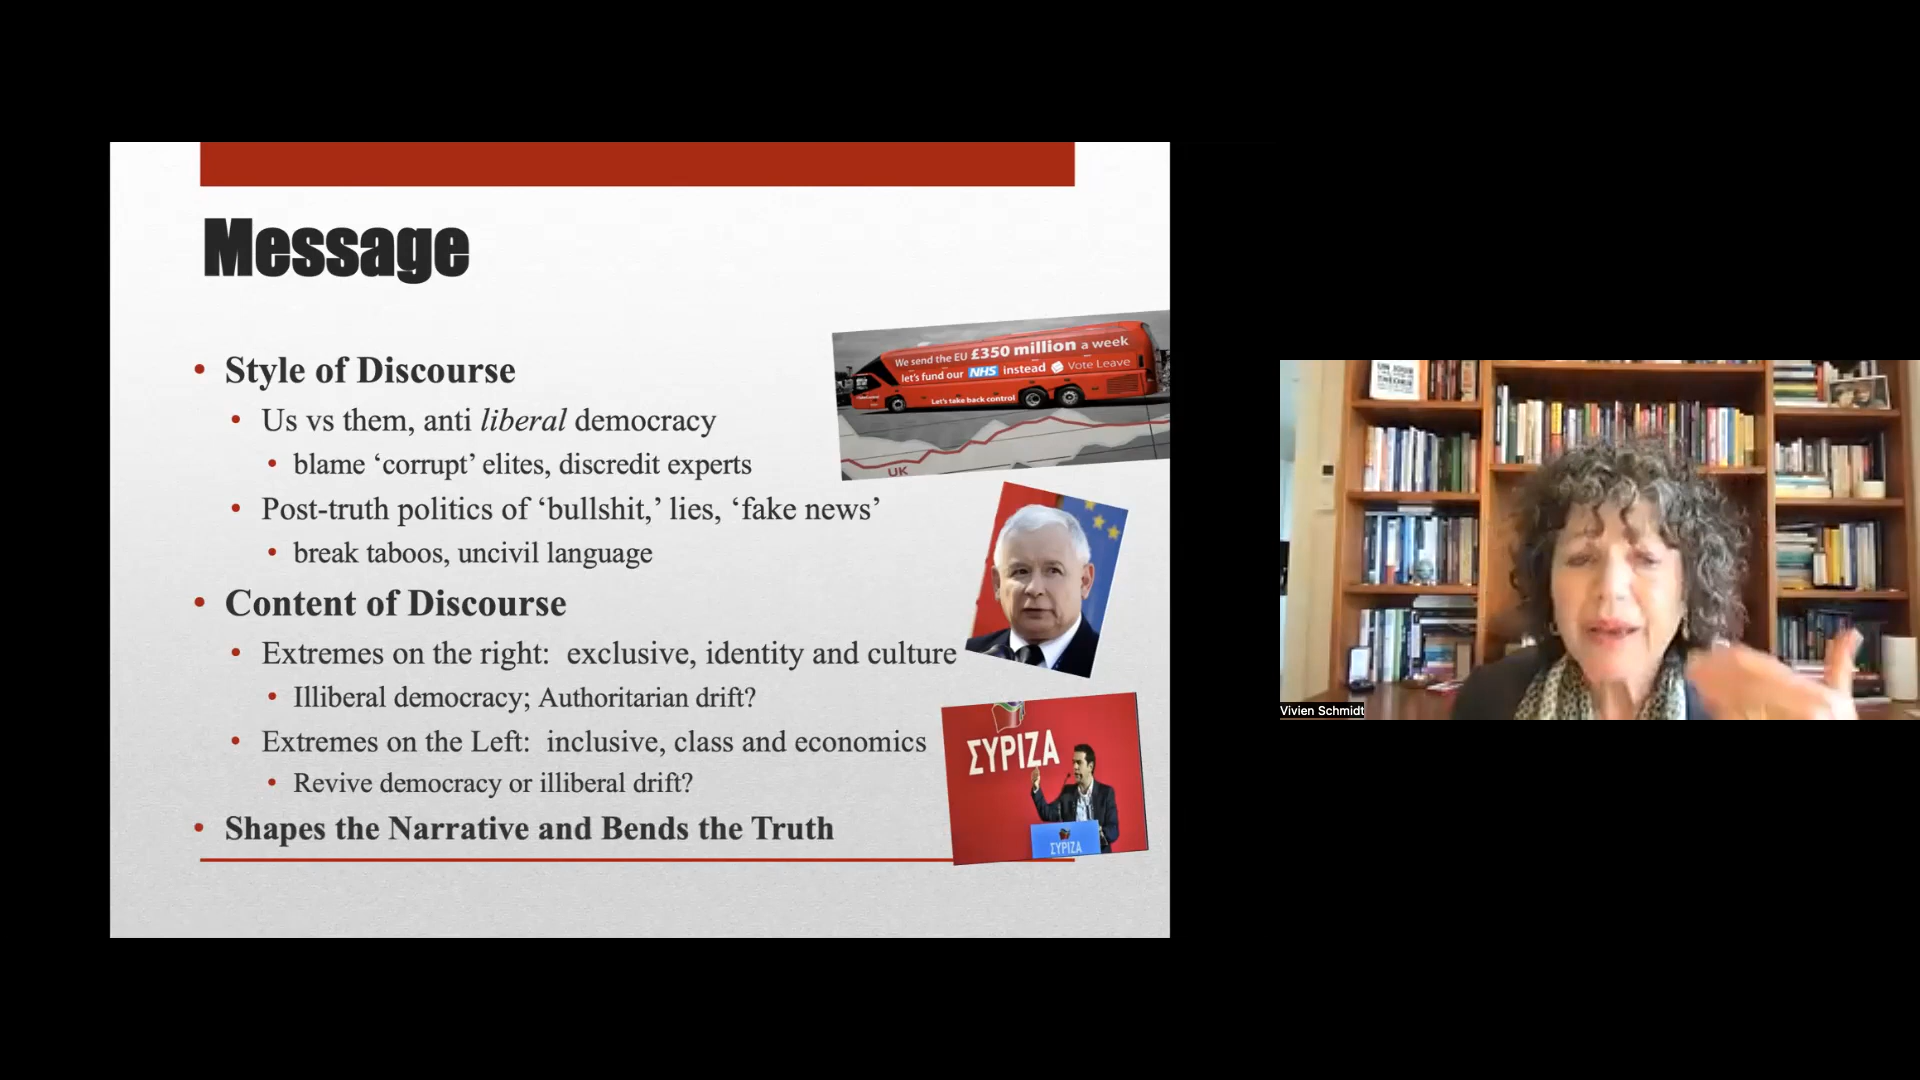 Message
Style of Discourse
Us vs them, anti liberal democracy
blame ‘corrupt’ elites, discredit experts
Post-truth politics of ‘bullshit,’ lies, ‘fake news’
break taboos, uncivil language
Content of Discourse
Extremes on the right:  exclusive, identity and culture
Illiberal democracy; Authoritarian drift?
Extremes on the Left:  inclusive, class and economics
Revive democracy or illiberal drift?
Shapes the Narrative and Bends the Truth
We send the EU £350 million a week
let's fund our NHS instead Vote Leave
Let's take back control
UK
ΣΥΡΙΖΑ
ΣΥΡΙΖΑ
UN JOUR
Vivien Schmidt